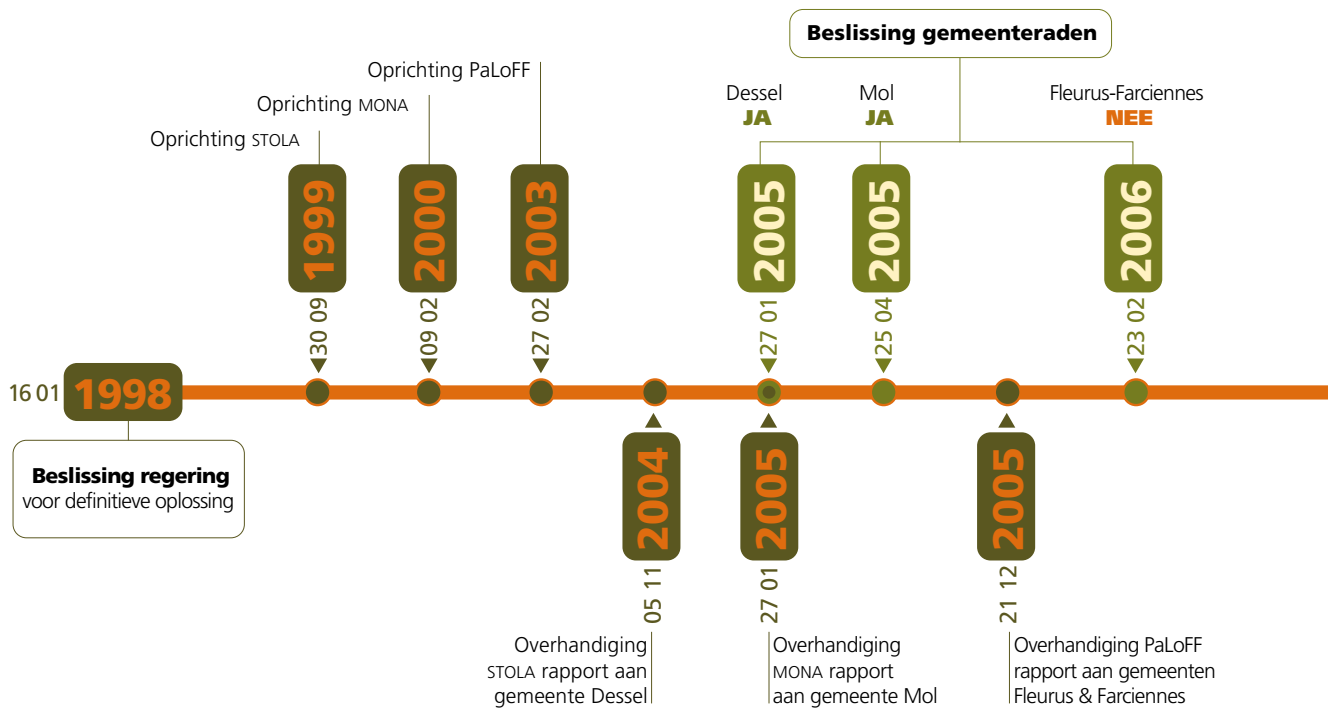 Beslissing gemeenteraden
Oprichting PaLoFF
Oprichting MONA
Oprichting STOLA
Dessel
JA
Mol
JA
Fleurus-Farciennes
NEE
1999
2000
2003
2005
2005
2006
30 09
09 02
27 02
27 01
25 04
23 02
16 01
1998
Beslissing regering
voor definitieve oplossing
2004
2005
2005
05 11
27 01
21 12
Overhandiging
STOLA rapport aan
gemeente Dessel
Overhandiging
MONA rapport
aan gemeente Mol
Overhandiging PaLoFF
rapport aan gemeenten
Fleurus & Farciennes